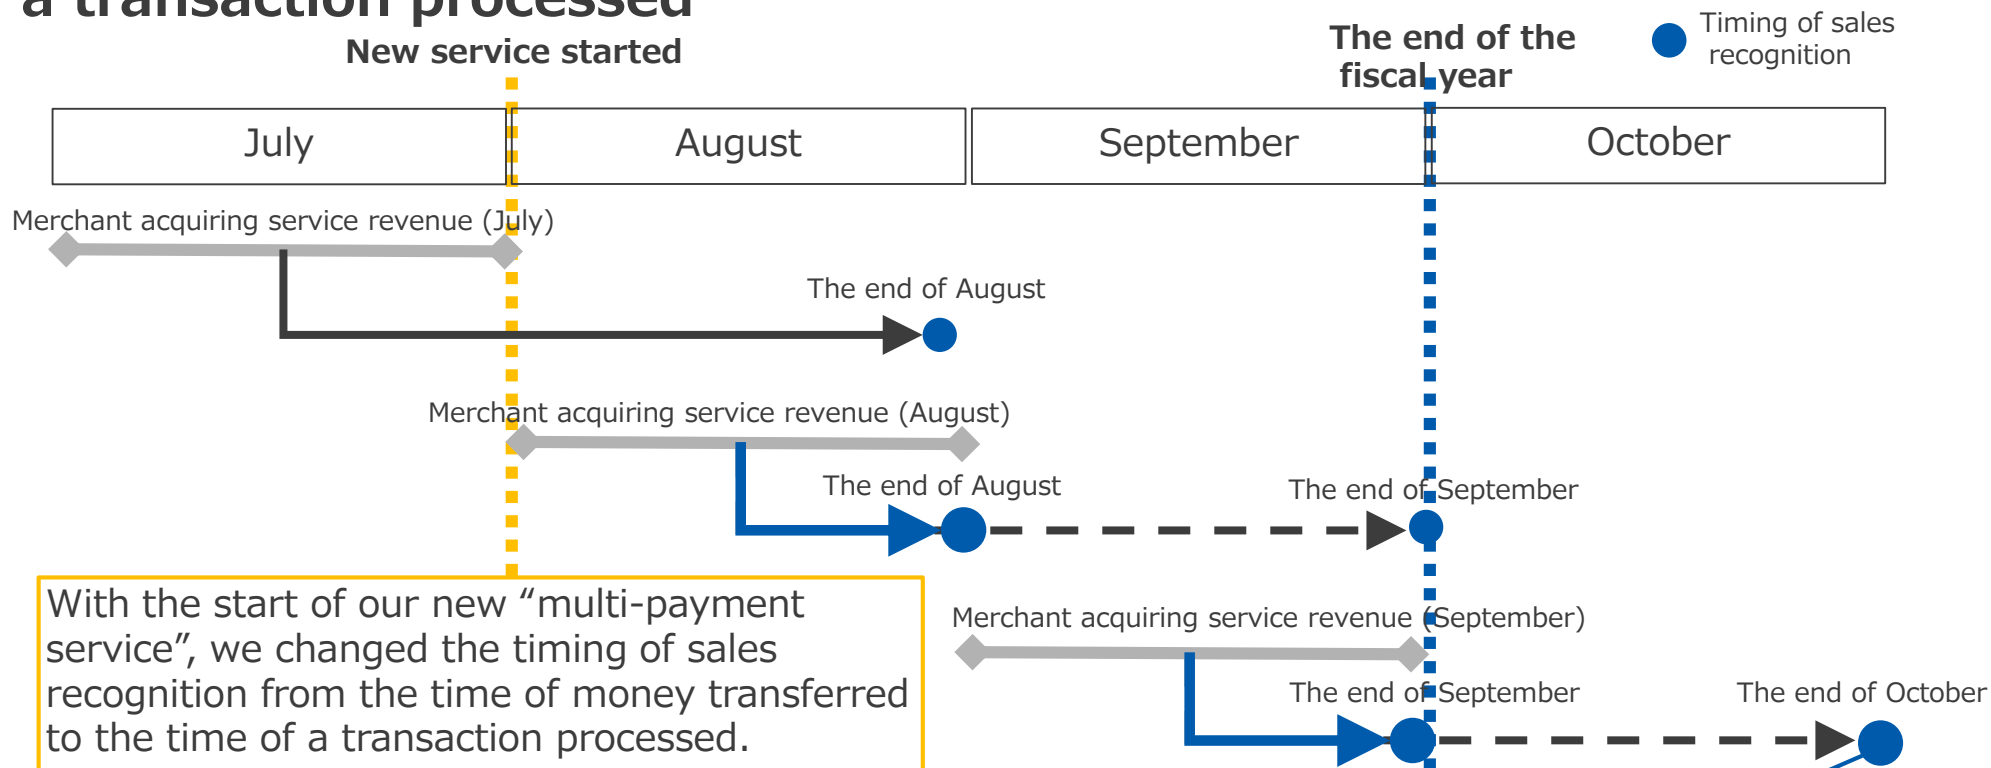 a transaction processed
New service started
The end of the
fiscal year
Timing of sales
recognition
July
August
September
October
Merchant acquiring service revenue (July)
The end of August
Merchant acquiring service revenue (August)
The end of August
The end of September
With the start of our new “multi-payment
service”, we changed the timing of sales
recognition from the time of money transferred
to the time of a transaction processed.
Merchant acquiring service revenue (September)
The end of September
The end of October